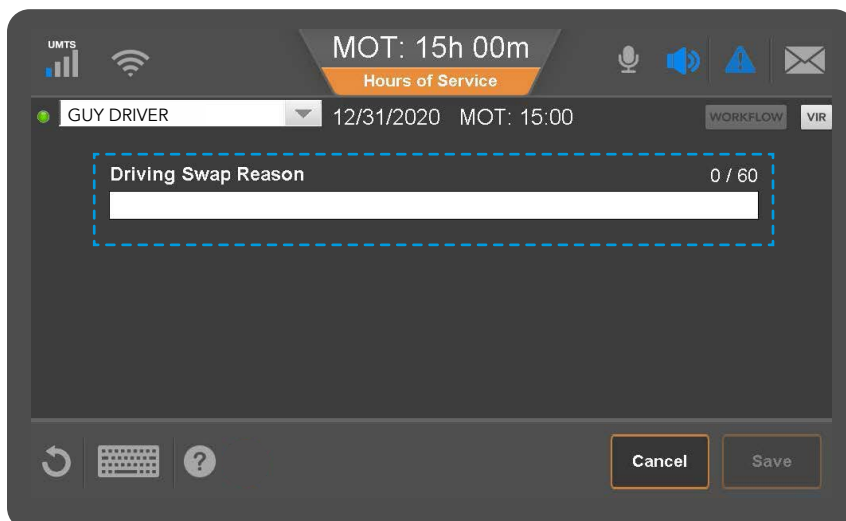 UMTS
MOT: 15h 00m
Hours of Service
GUY DRIVER
12/31/2020 MOT: 15:00
WORKFLOW
VIR
Driving Swap Reason
0 / 60
?
Cancel
Save